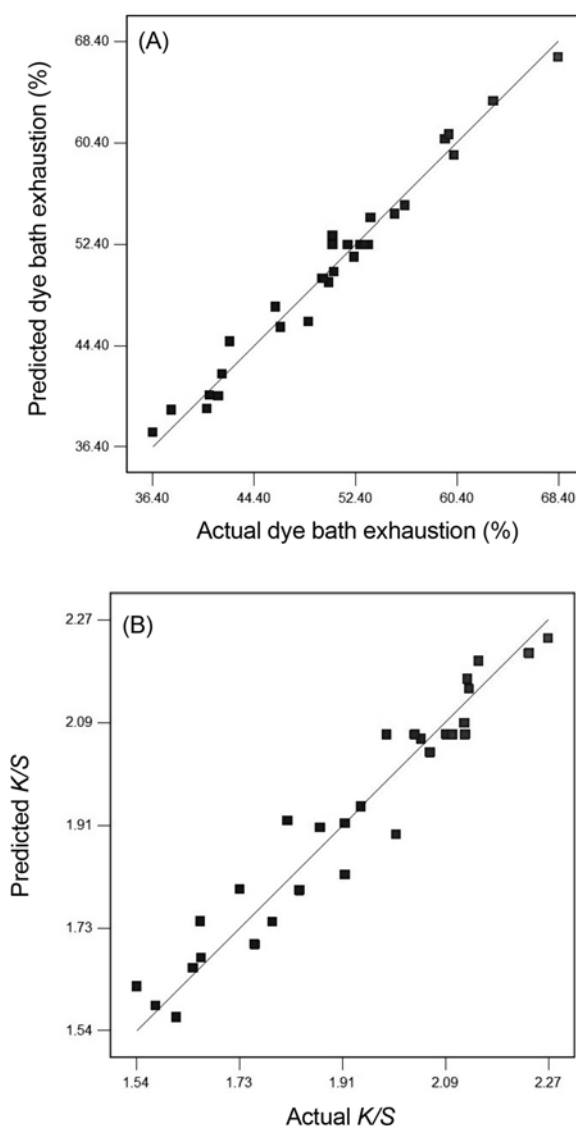 (A)
Predicted dye bath exhaustion (%)
68.40
60.40
52.40
44.40
36.40
36.40 44.40 52.40 60.40 68.40
Actual dye bath exhaustion (%)
(B)
Predicted K/S
2.27
2.09
1.91
1.73
1.54
1.54 1.73 1.91 2.09 2.27
Actual K/S